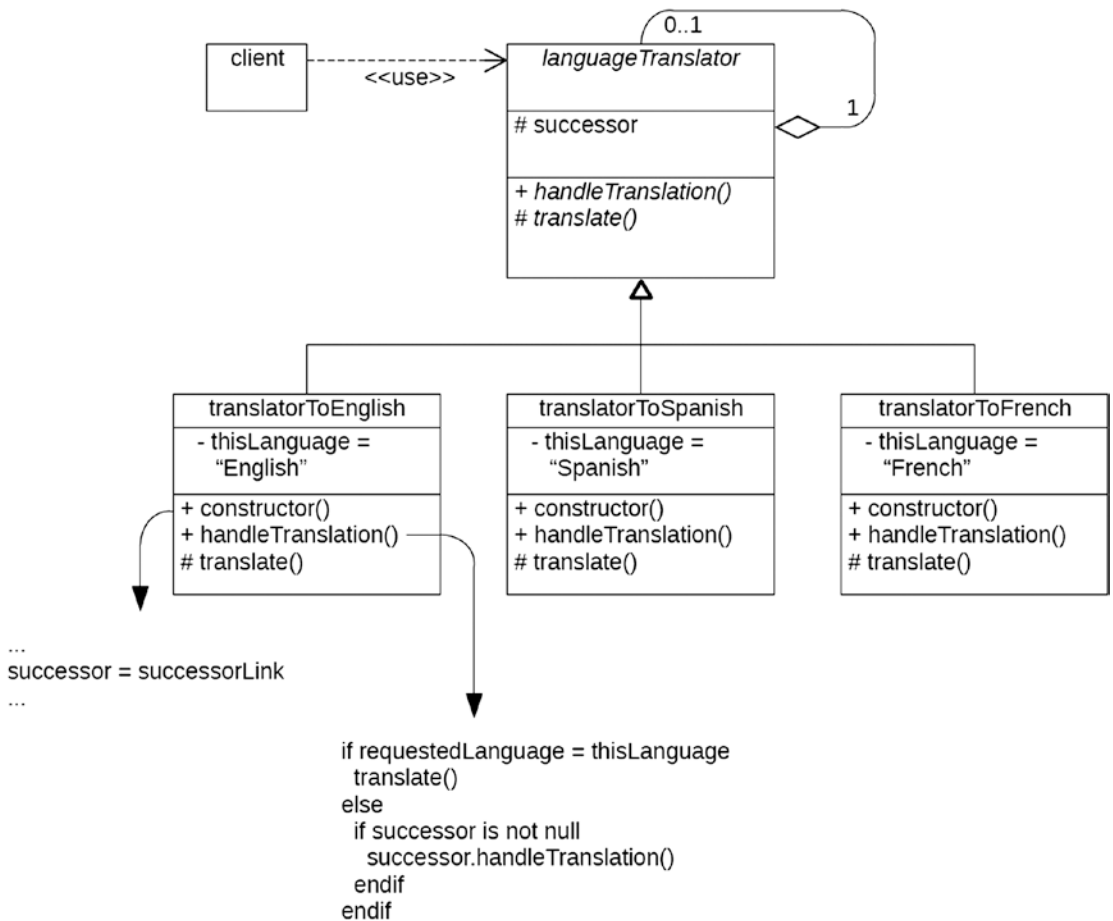 0..1
client
languageTranslator
<<use>>
1
# successor
+ handleTranslation()
# translate()
translatorToEnglish
- thisLanguage =
“English”
+ constructor()
+ handleTranslation()
# translate()
translatorToSpanish
- thisLanguage =
“Spanish”
+ constructor()
+ handleTranslation()
# translate()
translatorToFrench
- thisLanguage =
“French”
+ constructor()
+ handleTranslation()
# translate()
...
successor = successorLink
...
if requestedLanguage = thisLanguage
translate()
else
if successor is not null
successor.handleTranslation()
endif
endif